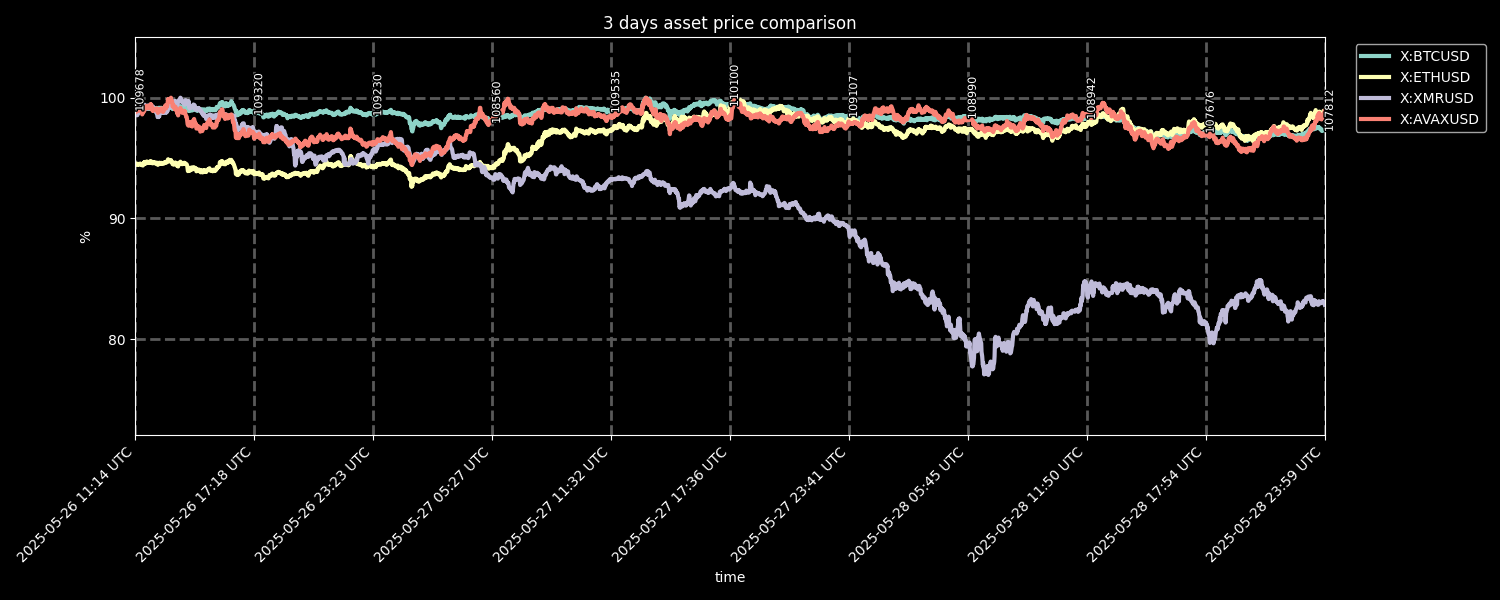 3 days asset price comparison
X:BTCUSD
X:ETHUSD
X:XMRUSD
X:AVAXUSD
100
90
80
%
109678
109320
109230
108560
109535
110100
109107
108990
108942
107676
107812
2025-05-26 11:14 UTC
2025-05-26 17:18 UTC
2025-05-26 23:23 UTC
2025-05-27 05:27 UTC
2025-05-27 11:32 UTC
2025-05-27 17:36 UTC
2025-05-27 23:41 UTC
2025-05-28 05:45 UTC
2025-05-28 11:50 UTC
2025-05-28 17:54 UTC
2025-05-28 23:59 UTC
time